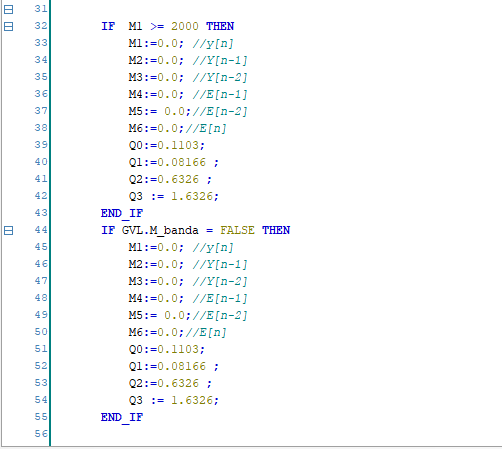 31
32 IF M1 >= 2000 THEN
33 M1:=0.0; //y[n]
34 M2:=0.0; //Y[n-1]
35 M3:=0.0; //Y[n-2]
36 M4:=0.0; //E[n-1]
37 M5:= 0.0;//E[n-2]
38 M6:=0.0;//E[n]
39 Q0:=0.1103;
40 Q1:=0.08166 ;
41 Q2:=0.6326 ;
42 Q3 := 1.6326;
43 END_IF
44 IF GVL.M_banda = FALSE THEN
45 M1:=0.0; //y[n]
46 M2:=0.0; //Y[n-1]
47 M3:=0.0; //Y[n-2]
48 M4:=0.0; //E[n-1]
49 M5:= 0.0;//E[n-2]
50 M6:=0.0;//E[n]
51 Q0:=0.1103;
52 Q1:=0.08166 ;
53 Q2:=0.6326 ;
54 Q3 := 1.6326;
55 END_IF
56